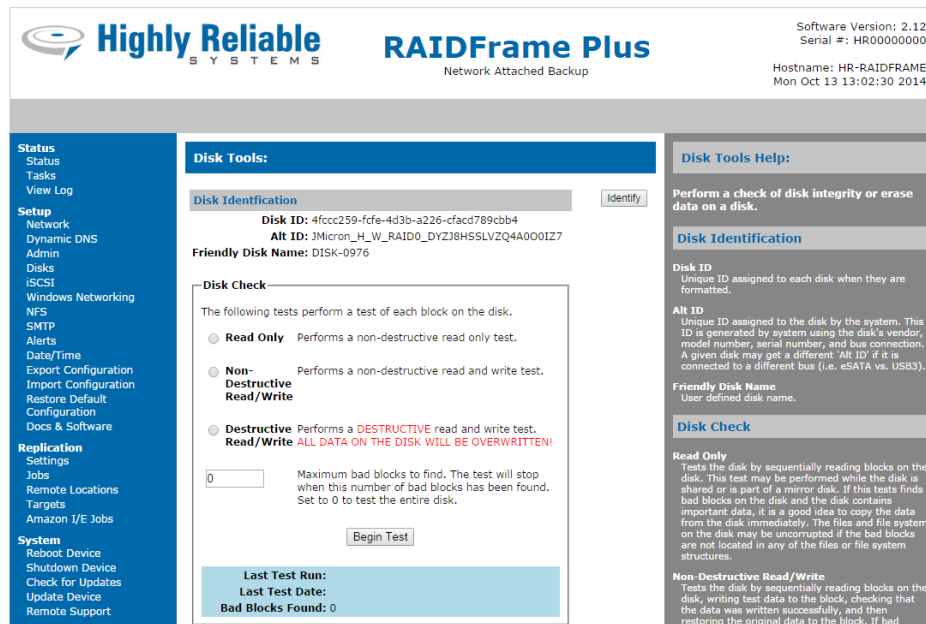 Highly Reliable
SYSTEMS
RAIDFrame Plus
Network Attached Backup
Software Version: 2.12
Serial #: HR00000000
Hostname: HR-RAIDFRAME
Mon Oct 13 13:02:30 2014
Status
Status
Tasks
View Log
Setup
Network
Dynamic DNS
Admin
Disks
iSCSI
Windows Networking
NFS
SMTP
Alerts
Date/Time
Export Configuration
Import Configuration
Restore Default
Configuration
Docs & Software
Replication
Settings
Jobs
Remote Locations
Targets
Amazon I/E Jobs
System
Reboot Device
Shutdown Device
Check for Updates
Update Device
Remote Support
Disk Tools:
Disk Identfication
Identify
Disk ID: 4fccc259-fcfe-4d3b-a226-cfacd789cbb4
Alt ID: JMicron_H_W_RAID0_DYZJ8HSSLVZQ4A0O0IZ7
Friendly Disk Name: DISK-0976
Disk Check
The following tests perform a test of each block on the disk.
Read Only Performs a non-destructive read only test.
Non- Performs a non-destructive read and write test.
Destructive
Read/Write
Destructive Performs a DESTRUCTIVE read and write test.
Read/Write ALL DATA ON THE DISK WILL BE OVERWRITTEN!
0 Maximum bad blocks to find. The test will stop
when this number of bad blocks has been found.
Set to 0 to test the entire disk.
Begin Test
Last Test Run:
Last Test Date:
Bad Blocks Found: 0
Disk Tools Help:
Perform a check of disk integrity or erase
data on a disk.
Disk Identification
Disk ID
Unique ID assigned to each disk when they are
formatted.
Alt ID
Unique ID assigned to the disk by the system. This
ID is generated by system using the disk's vendor,
model number, serial number, and bus connection.
A given disk may get a different 'Alt ID' if it is
connected to a different bus (i.e. eSATA vs. USB3).
Friendly Disk Name
User defined disk name.
Disk Check
Read Only
Tests the disk by sequentially reading blocks on the
disk. This test may be performed while the disk is
shared or is part of a mirror disk. If this tests finds
bad blocks on the disk and the disk contains
important data, it is a good idea to copy the data
from the disk immediately. The files and file system
on the disk may be uncorrupted if the bad blocks
are not located in any of the files or file system
structures.
Non-Destructive Read/Write
Tests the disk by sequentially reading blocks on the
disk, writing test data to the block, checking that
the data was written successfully, and then
restoring the original data to the block. If bad